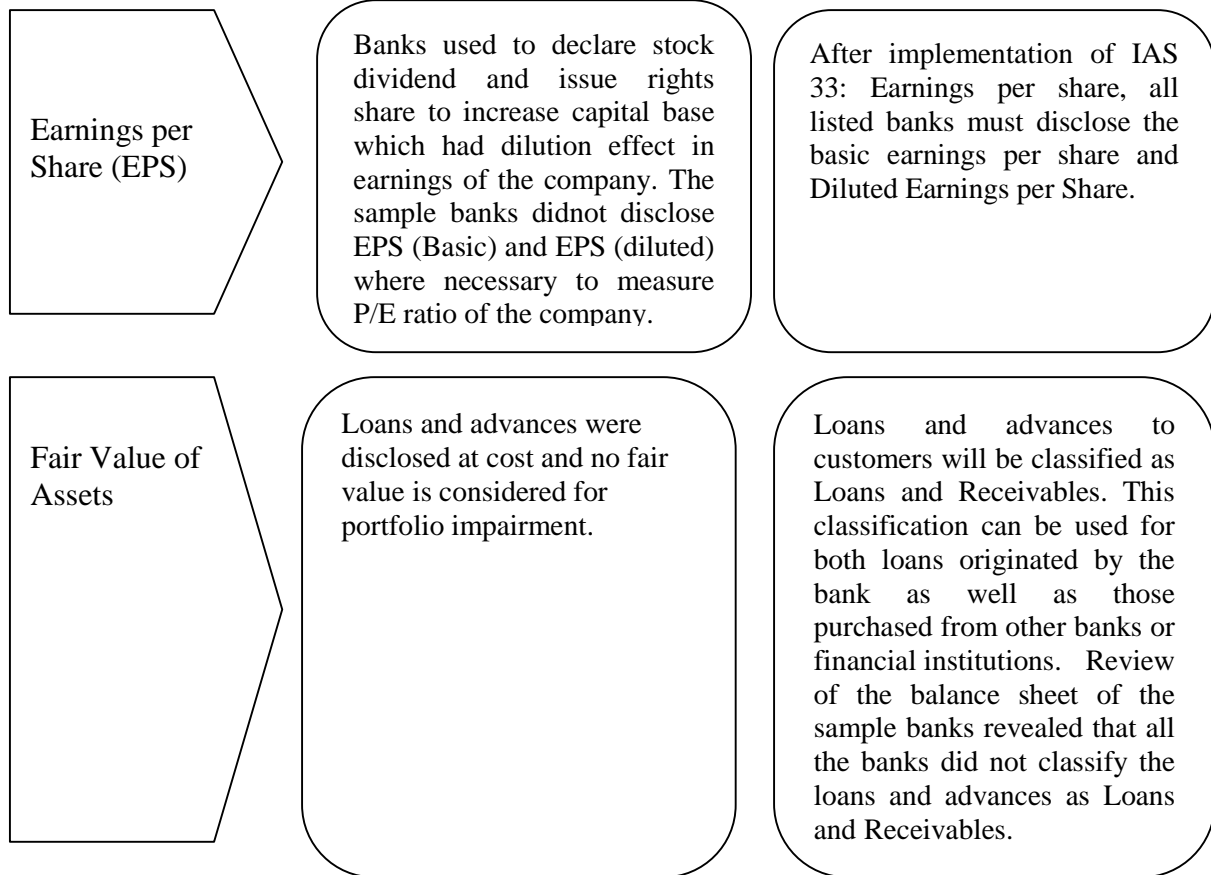 Earnings per
Share (EPS)
Banks used to declare stock
dividend and issue rights
share to increase capital base
which had dilution effect in
earnings of the company. The
sample banks didnot disclose
EPS (Basic) and EPS (diluted)
where necessary to measure
P/E ratio of the company.
After implementation of IAS
33: Earnings per share, all
listed banks must disclose the
basic earnings per share and
Diluted Earnings per Share.
Fair Value of
Assets
Loans and advances were
disclosed at cost and no fair
value is considered for
portfolio impairment.
Loans and advances to
customers will be classified as
Loans and Receivables. This
classification can be used for
both loans originated by the
bank as well as those
purchased from other banks or
financial institutions. Review
of the balance sheet of the
sample banks revealed that all
the banks did not classify the
loans and advances as Loans
and Receivables.